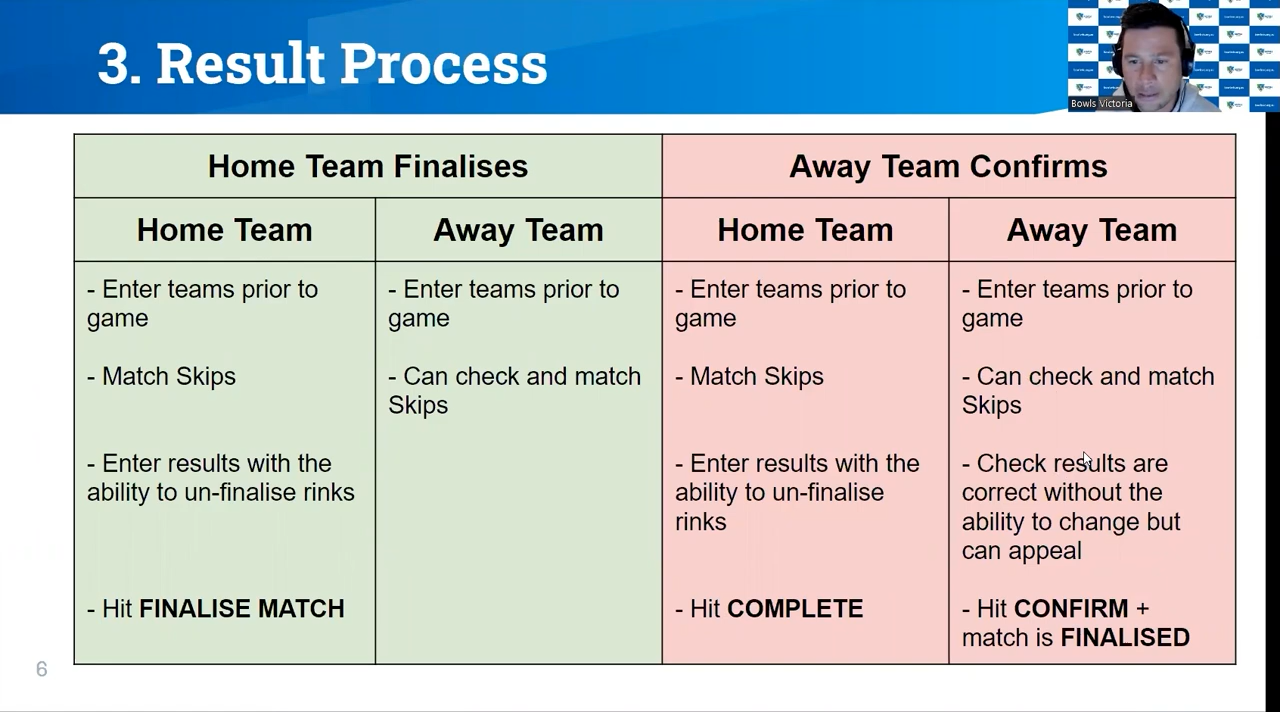 3. Result Process
Bowls Victoria
Home Team Finalises
Away Team Confirms
Home Team
Away Team
Home Team
Away Team
- Enter teams prior to
game
- Match Skips
- Enter results with the
ability to un-finalise rinks
- Hit FINALISE MATCH
- Enter teams prior to
game
- Can check and match
Skips
- Enter teams prior to
game
- Match Skips
- Enter results with the
ability to un-finalise
rinks
- Hit COMPLETE
- Enter teams prior to
game
- Can check and match
Skips
- Check results are
correct without the
ability to change but
can appeal
- Hit CONFIRM +
match is FINALISED
6